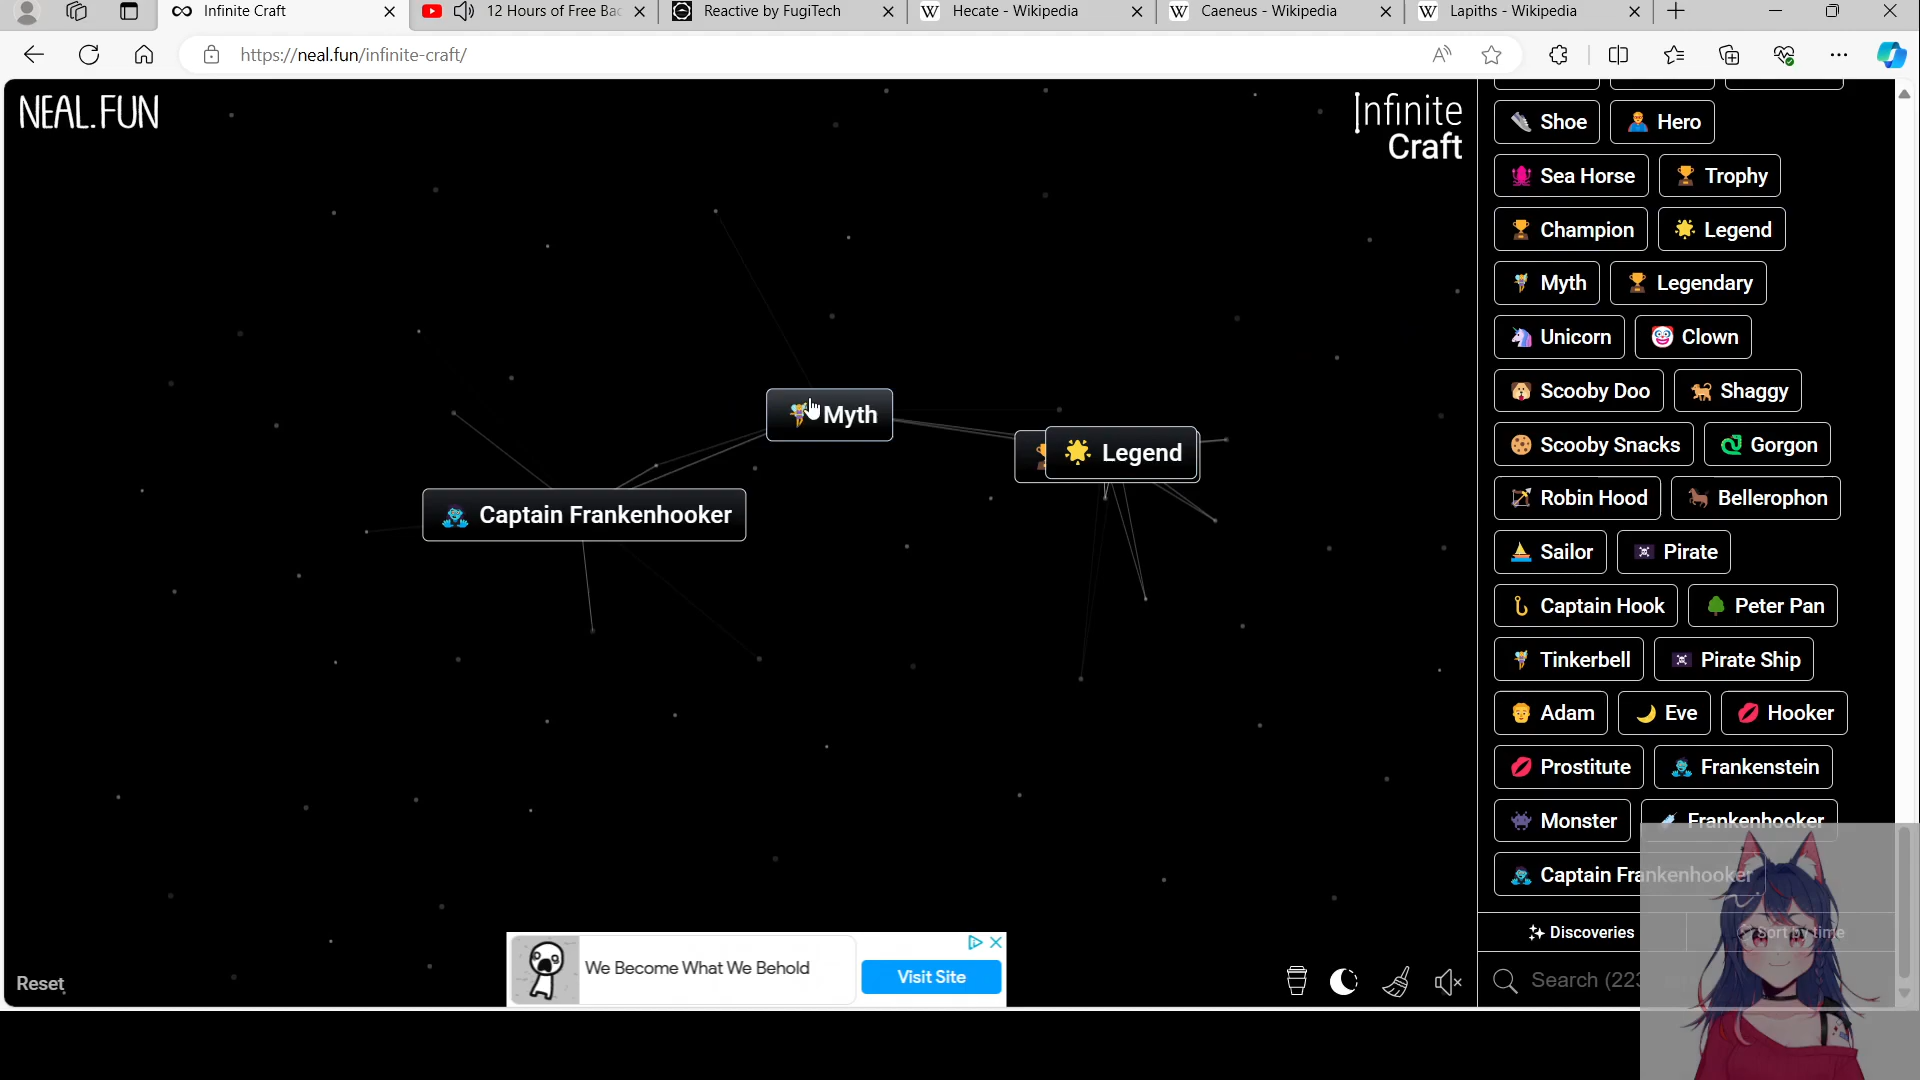 Infinite Craft
12 Hours of Free Bac
Reactive by FugiTech
Hecate - Wikipedia
Caeneus - Wikipedia
Lapiths - Wikipedia
https://neal.fun/infinite-craft/
NEAL.FUN
Infinite
Craft
Shoe
Hero
Sea Horse
Trophy
Champion
Legend
Myth
Legendary
Unicorn
Clown
Scooby Doo
Shaggy
Scooby Snacks
Gorgon
Robin Hood
Bellerophon
Sailor
Pirate
Captain Hook
Peter Pan
Tinkerbell
Pirate Ship
Adam
Eve
Hooker
Prostitute
Frankenstein
Monster
Frankenhooker
Captain Frankenhooker
Myth
Legend
Captain Frankenhooker
Discoveries
Sort by time
Search (223
We Become What We Behold
Visit Site
Reset